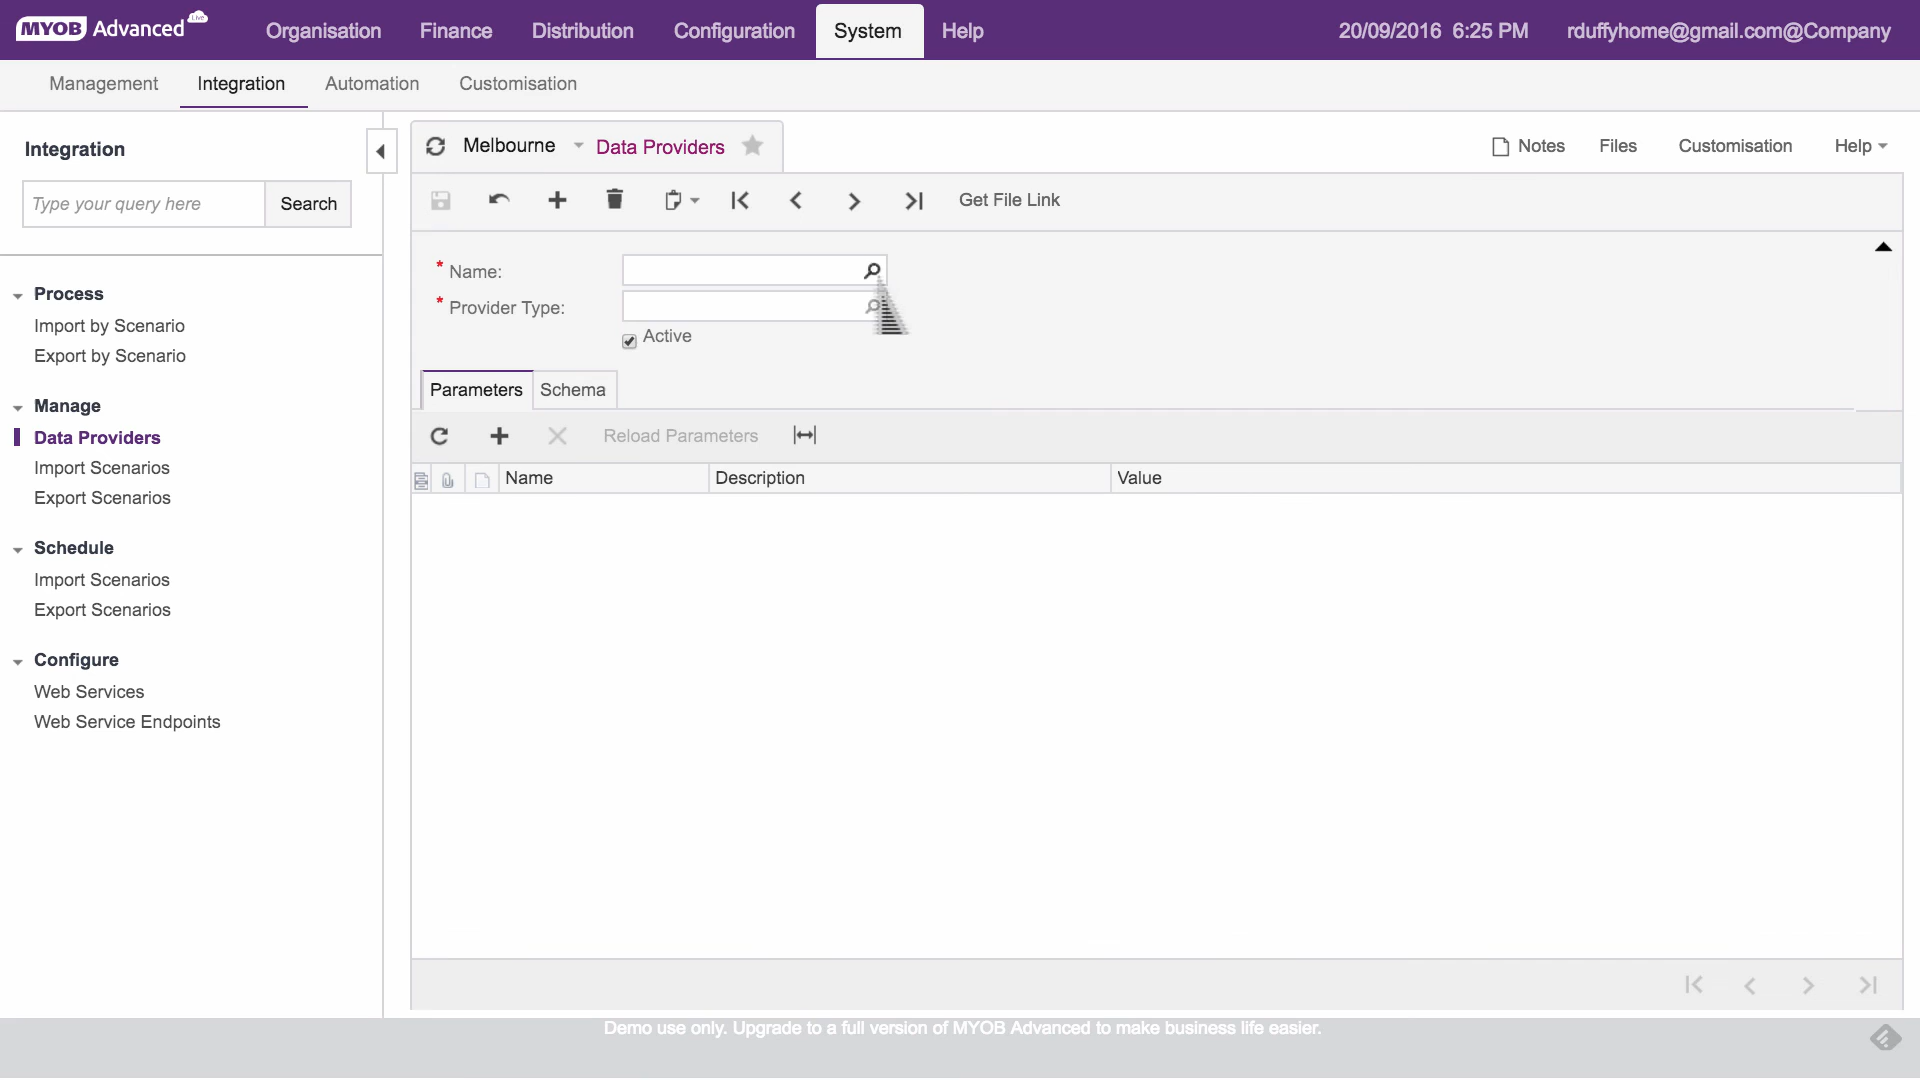 MYOB Advanced Live
Organisation Finance Distribution Configuration System Help
20/09/2016 6:25 PM rduffyhome@gmail.com@Company
Management Integration Automation Customisation
Integration
Type your query here Search
Process
Import by Scenario
Export by Scenario
Manage
Data Providers
Import Scenarios
Export Scenarios
Schedule
Import Scenarios
Export Scenarios
Configure
Web Services
Web Service Endpoints
Melbourne Data Providers
Notes Files Customisation Help
Get File Link
* Name:
* Provider Type:
Active
Parameters Schema
Reload Parameters
Name Description Value
Demo use only. Upgrade to a full version of MYOB Advanced to make business life easier.